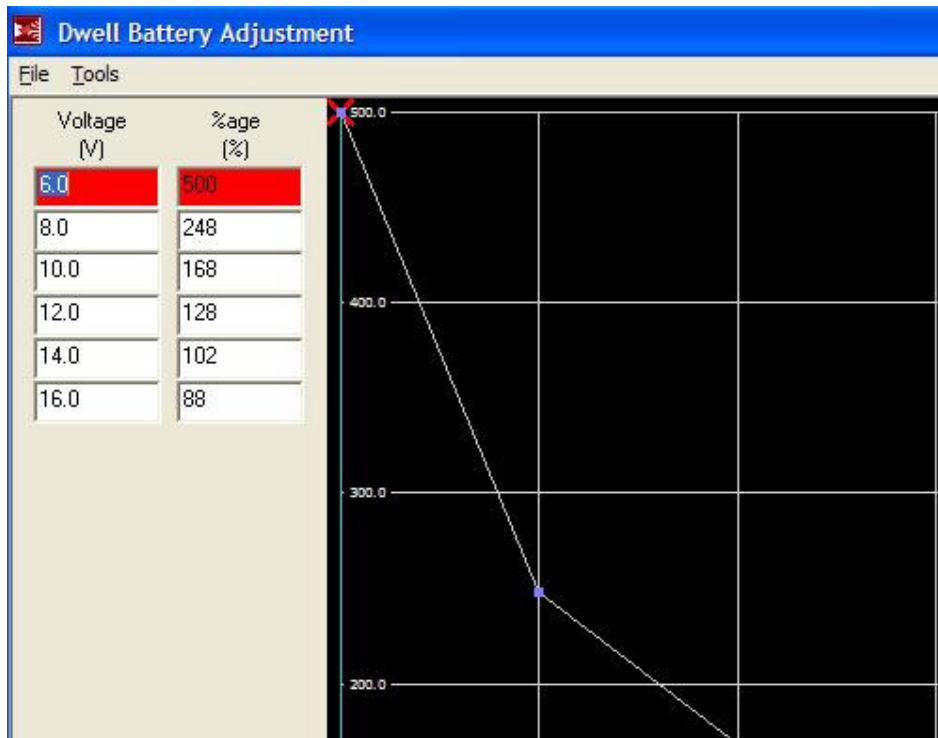 Dwell Battery Adjustment
File Tools
Voltage %age
(V) (%)
6.0 500
8.0 248
10.0 168
12.0 128
14.0 102
16.0 88
500.0
400.0
300.0
200.0